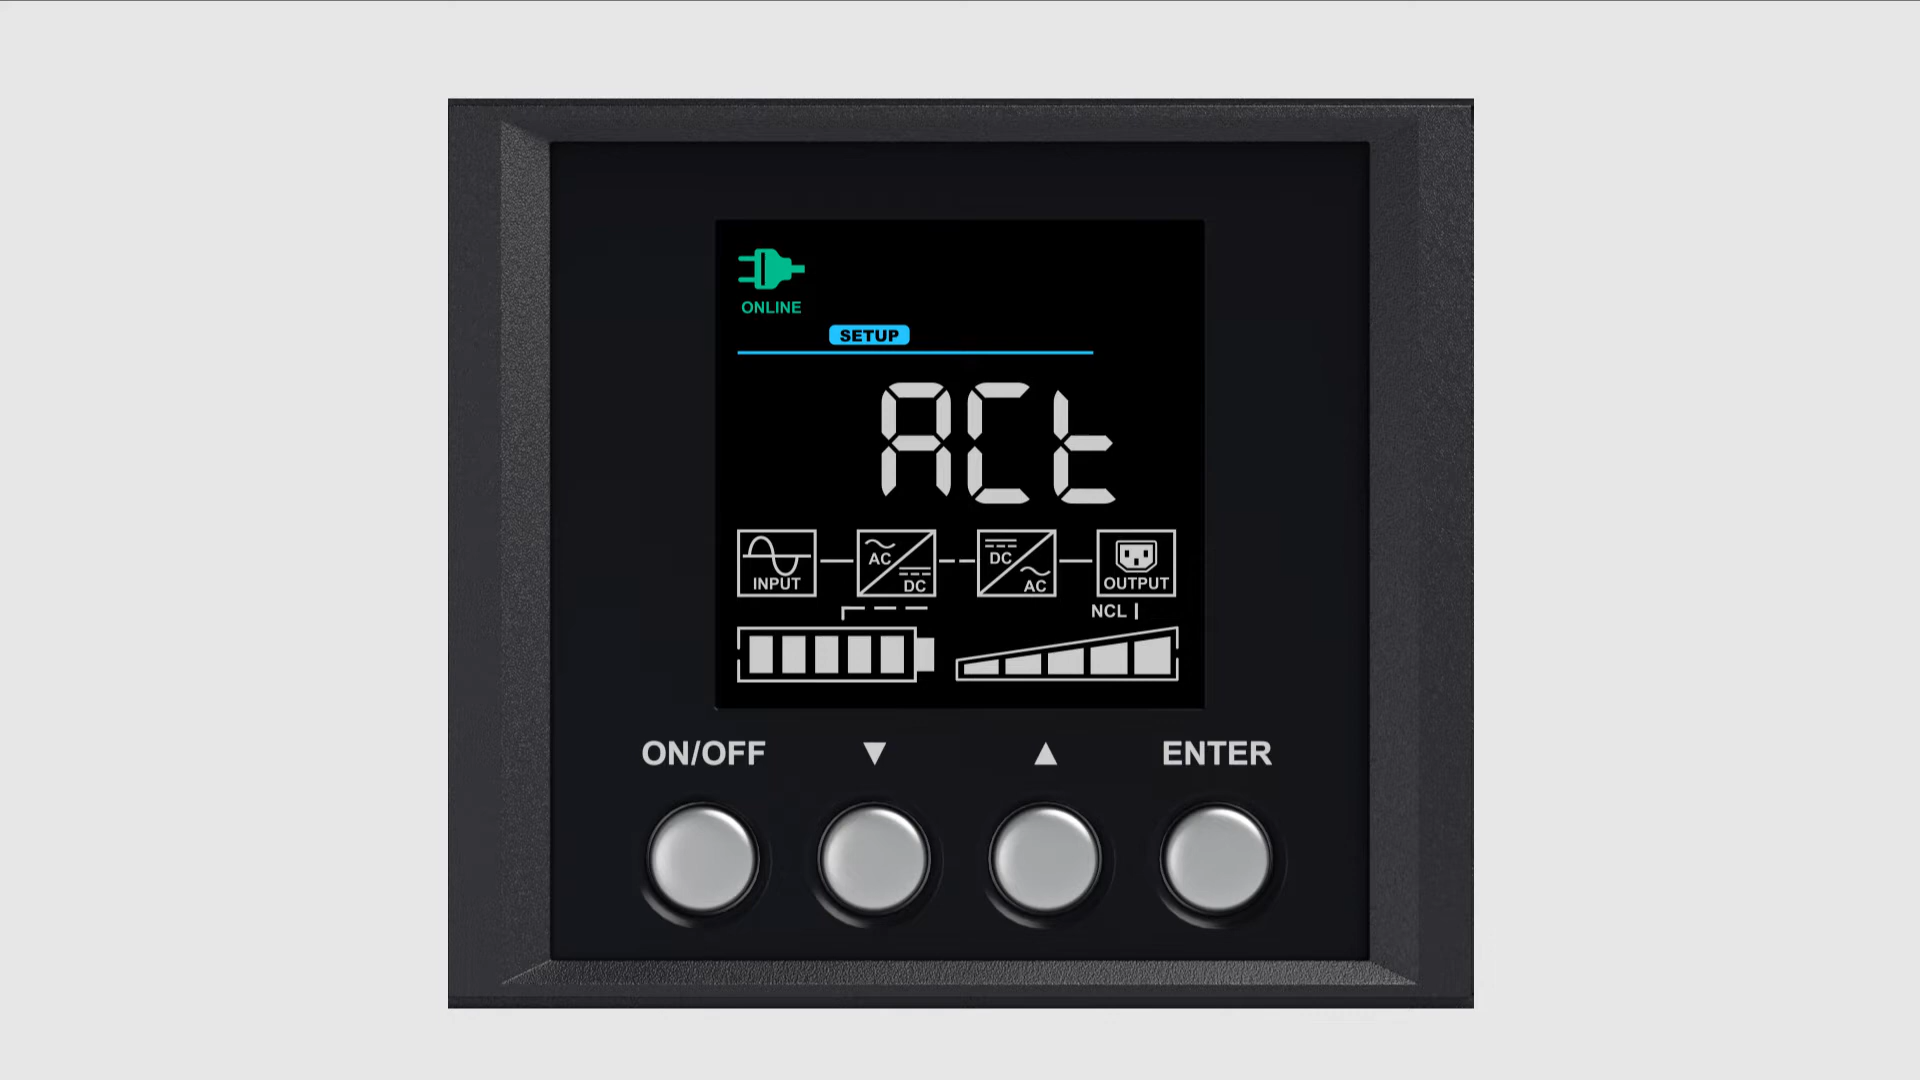 ONLINE
SETUP
ACt
INPUT AC DC DC AC OUTPUT
NCL
ON/OFF ▼ ▲ ENTER